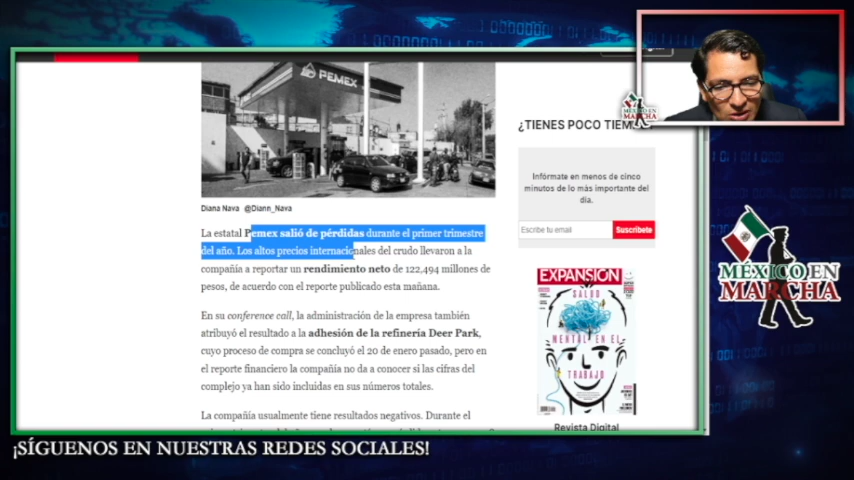 PEMEX
Diana Nava @Diann_Nava
La estatal Pemex salió de pérdidas durante el primer trimestre
del año. Los altos precios internacionales del crudo llevaron a la
compañía a reportar un rendimiento neto de 122,494 millones de
pesos, de acuerdo con el reporte publicado esta mañana.
En su conference call, la administración de la empresa también
atribuyó el resultado a la adhesión de la refinería Deer Park,
cuyo proceso de compra se concluyó el 20 de enero pasado, pero en
el reporte financiero la compañía no da a conocer si las cifras del
complejo ya han sido incluidas en sus números totales.
La compañía usualmente tiene resultados negativos. Durante el
¿TIENES POCO TIEM
Infórmate en menos de cinco
minutos de lo más importante del
día.
Escribe tu email
Suscríbete
EXPANSIÓN
SALUD
MENTAL EN EL
TRABAJO
Revista Digital
MÉXICO EN
MARCHA
MÉXICO EN
MARCHA
¡SÍGUENOS EN NUESTRAS REDES SOCIALES!